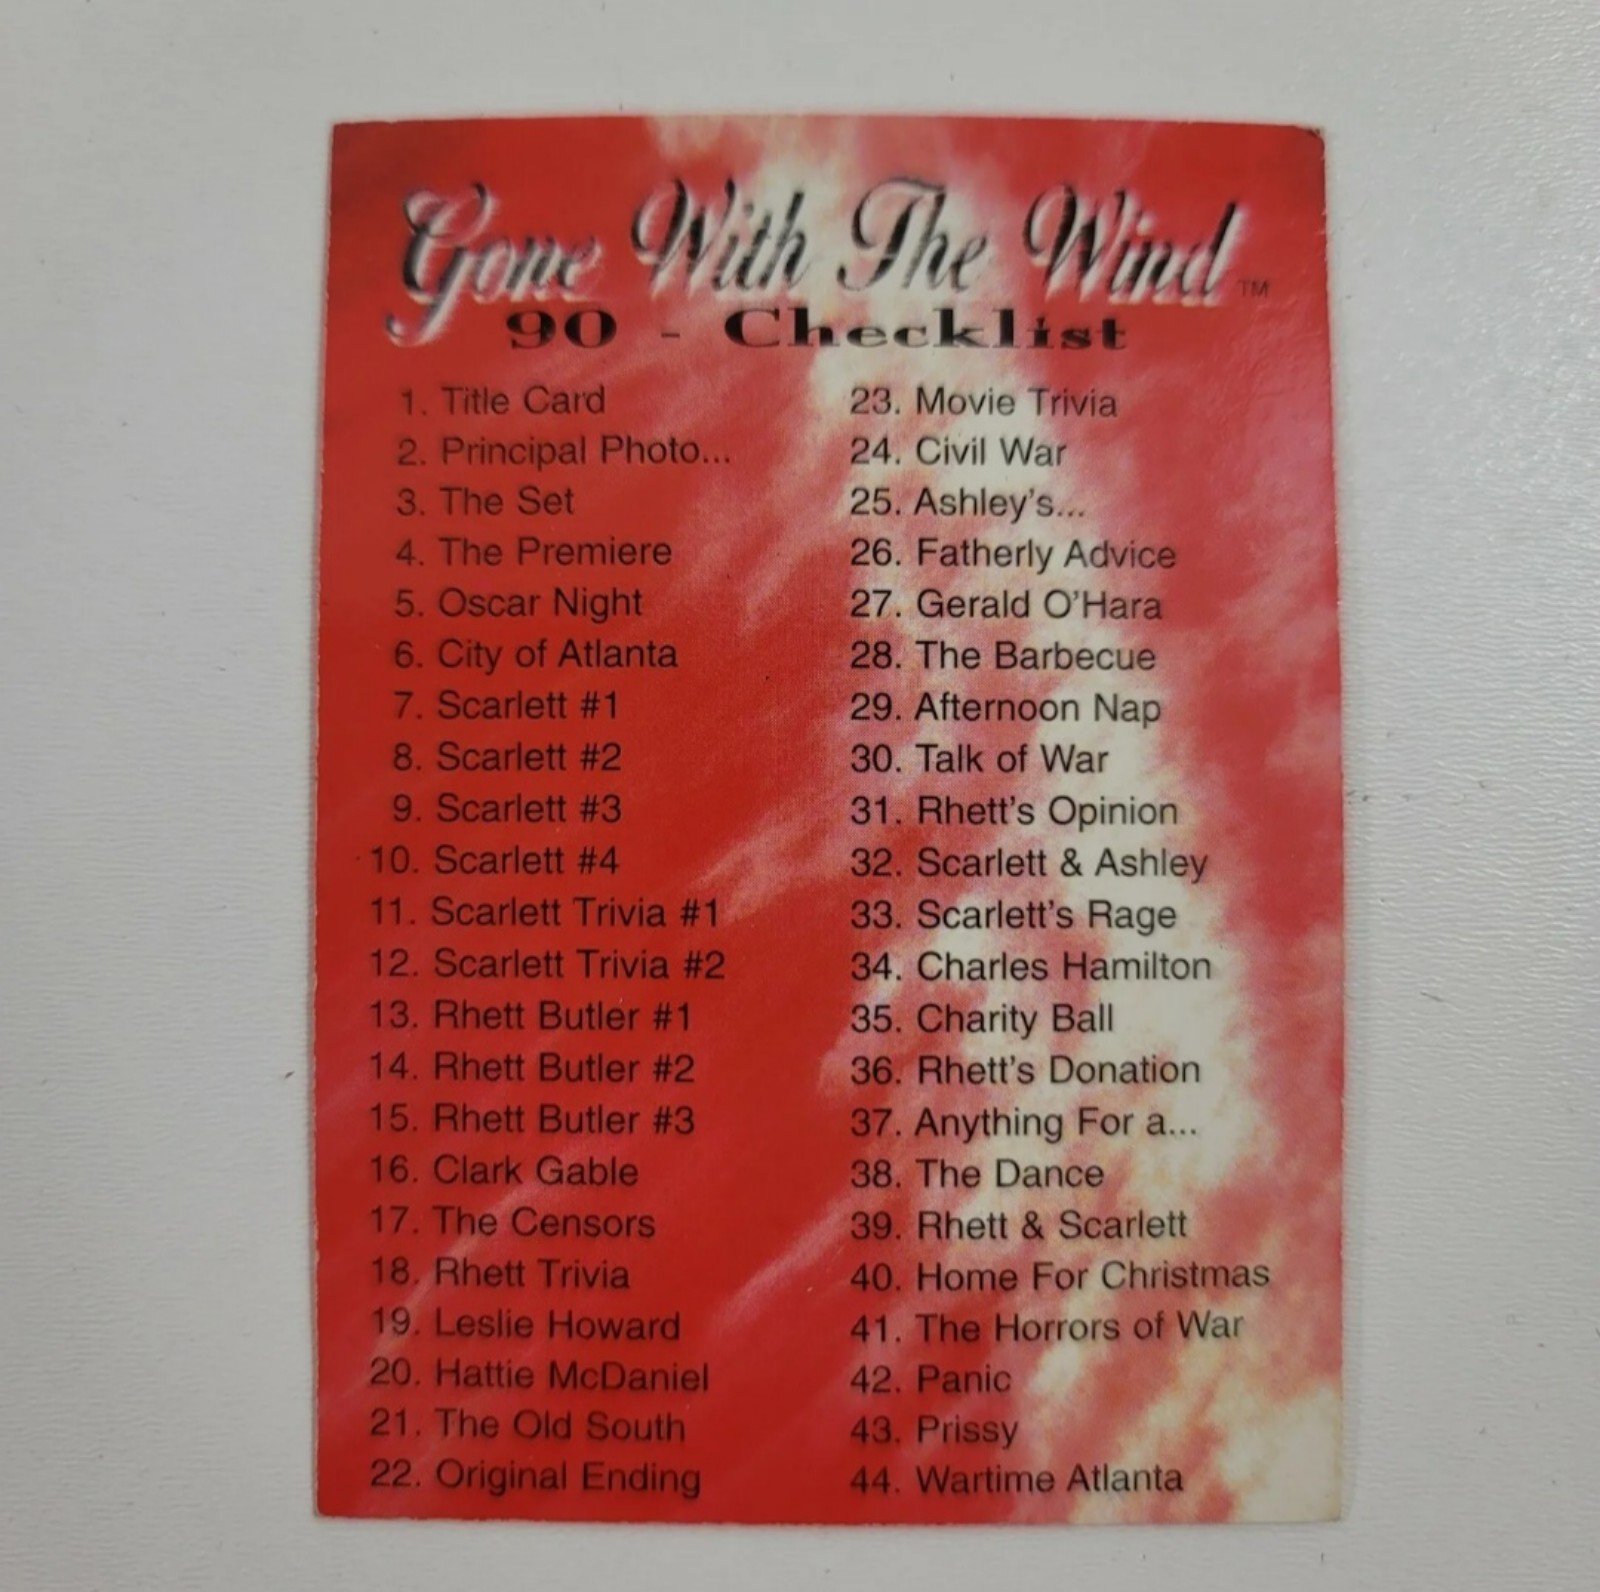 Gone With The Wind™
90 - Checklist
1. Title Card
2. Principal Photo...
3. The Set
4. The Premiere
5. Oscar Night
6. City of Atlanta
7. Scarlett #1
8. Scarlett #2
9. Scarlett #3
10. Scarlett #4
11. Scarlett Trivia #1
12. Scarlett Trivia #2
13. Rhett Butler #1
14. Rhett Butler #2
15. Rhett Butler #3
16. Clark Gable
17. The Censors
18. Rhett Trivia
19. Leslie Howard
20. Hattie McDaniel
21. The Old South
22. Original Ending
23. Movie Trivia
24. Civil War
25. Ashley's...
26. Fatherly Advice
27. Gerald O'Hara
28. The Barbecue
29. Afternoon Nap
30. Talk of War
31. Rhett's Opinion
32. Scarlett & Ashley
33. Scarlett's Rage
34. Charles Hamilton
35. Charity Ball
36. Rhett's Donation
37. Anything For a...
38. The Dance
39. Rhett & Scarlett
40. Home For Christmas
41. The Horrors of War
42. Panic
43. Prissy
44. Wartime Atlanta